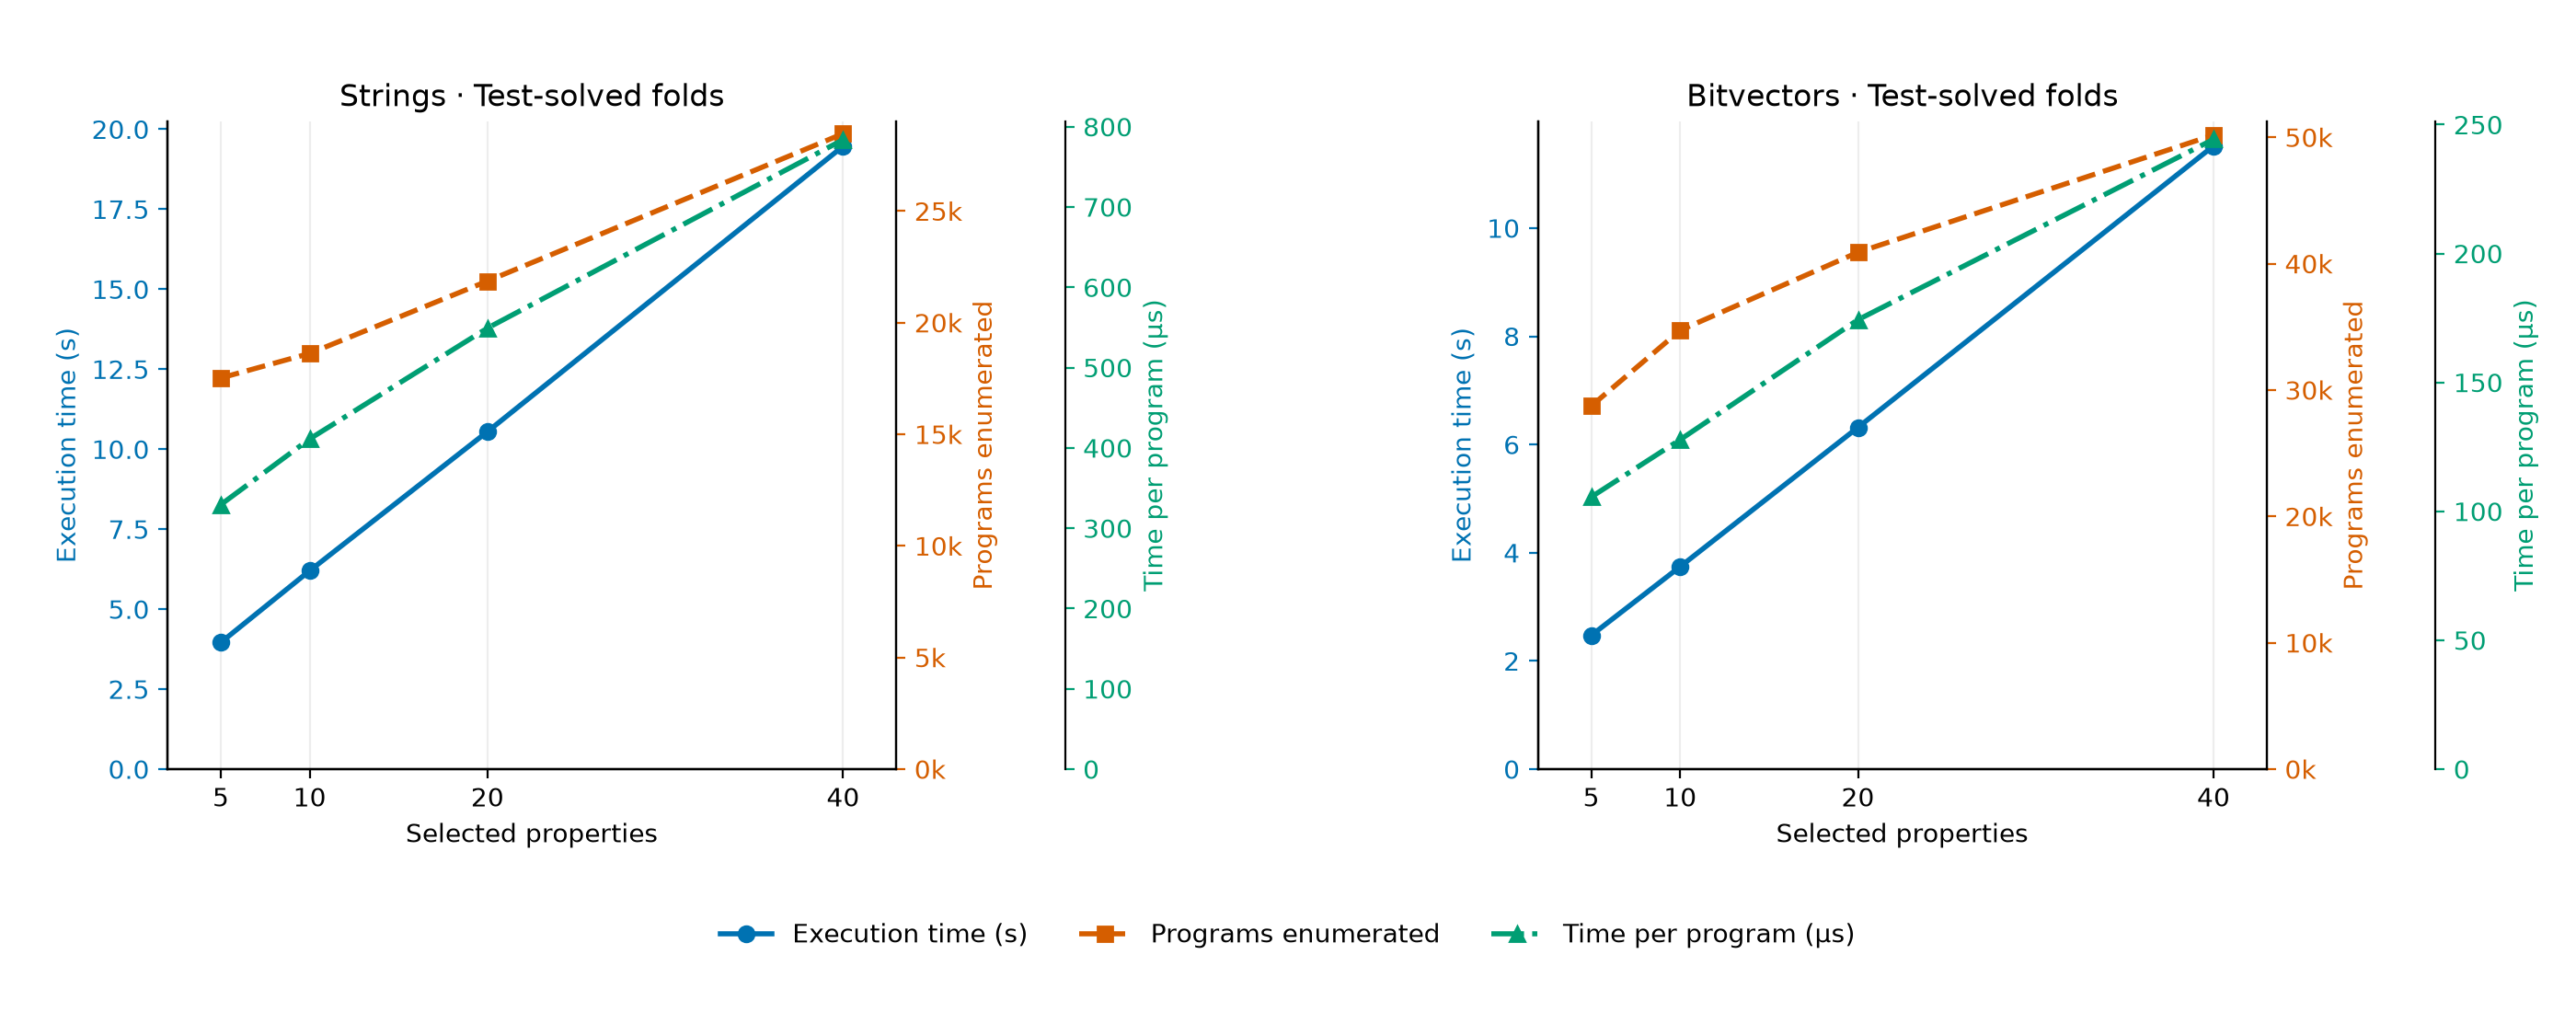 Strings · Test-solved folds
Execution time (s)
20.0
17.5
15.0
12.5
10.0
7.5
5.0
2.5
0.0
5 10 20 40
Selected properties
25k
20k
15k
10k
5k
0k
Programs enumerated
800
700
600
500
400
300
200
100
0
Time per program (µs)
Bitvectors · Test-solved folds
Execution time (s)
10
8
6
4
2
0
5 10 20 40
Selected properties
50k
40k
30k
20k
10k
0k
Programs enumerated
250
200
150
100
50
0
Time per program (µs)
Execution time (s) Programs enumerated Time per program (µs)